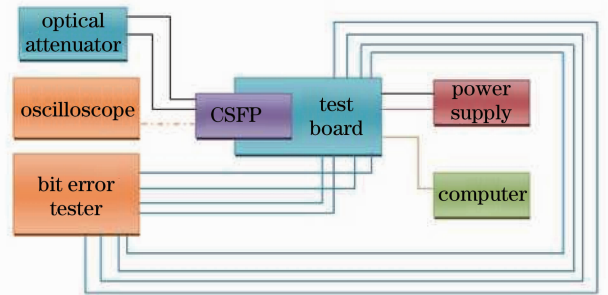 optical
attenuator
oscilloscope
CSFP
test
board
power
supply
bit error
tester
computer